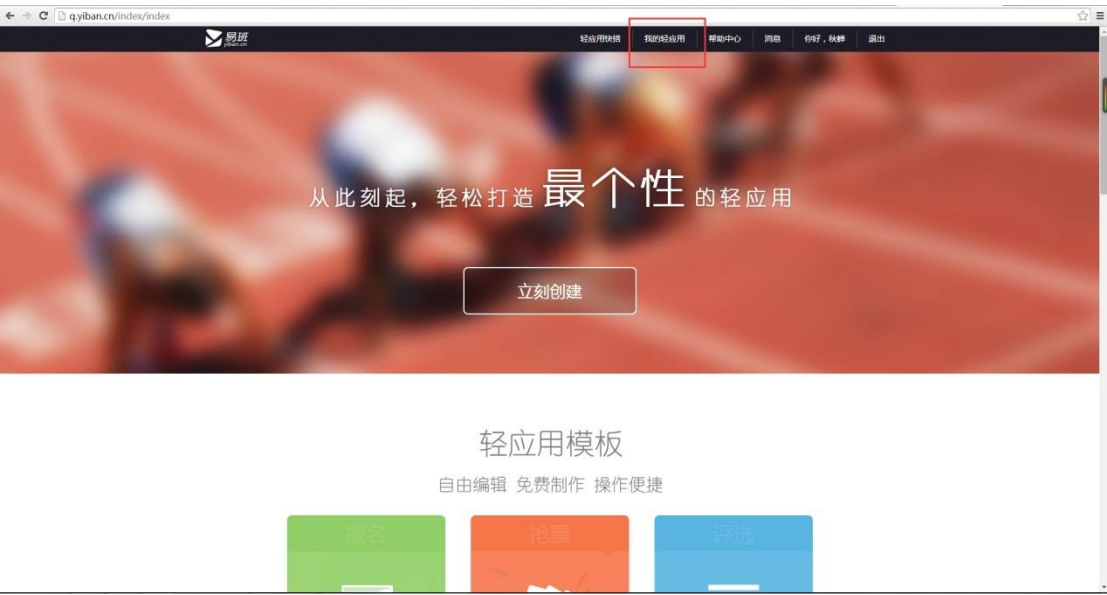 q.yiban.cn/index/index
易班
yiban.cn
轻应用快搭 我的轻应用 帮助中心 消息 你好，秋蝉 退出
从此刻起，轻松打造 最个性 的轻应用
立刻创建
轻应用模板
自由编辑 免费制作 操作便捷
报名 抢票 评选